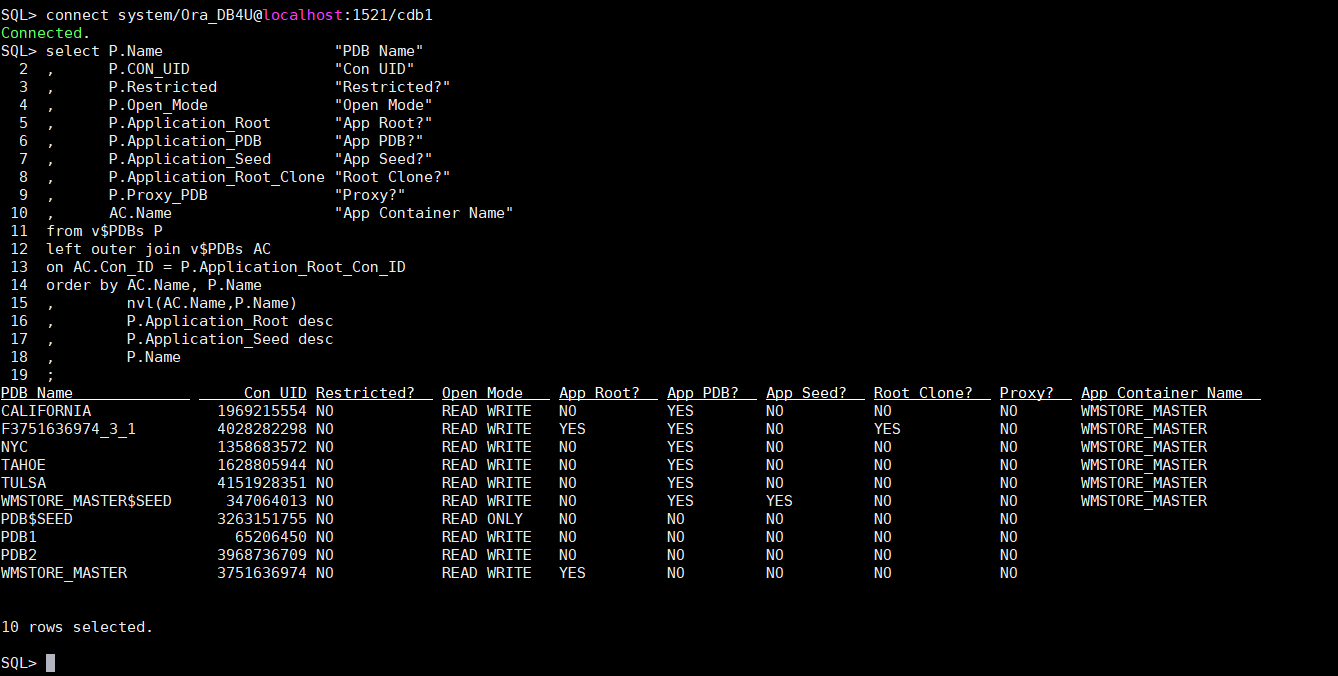 SQL> connect system/Ora_DB4U@localhost:1521/cdb1
Connected.
SQL> select P.Name                   "PDB Name"
  2  ,      P.CON_UID                "Con UID"
  3  ,      P.Restricted             "Restricted?"
  4  ,      P.Open_Mode              "Open Mode"
  5  ,      P.Application_Root       "App Root?"
  6  ,      P.Application_PDB        "App PDB?"
  7  ,      P.Application_Seed       "App Seed?"
  8  ,      P.Application_Root_Clone "Root Clone?"
  9  ,      P.Proxy_PDB              "Proxy?"
 10  ,      AC.Name                  "App Container Name"
 11  from v$PDBs P
 12  left outer join v$PDBs AC
 13  on AC.Con_ID = P.Application_Root_Con_ID
 14  order by AC.Name, P.Name
 15  ,        nvl(AC.Name,P.Name)
 16  ,        P.Application_Root desc
 17  ,        P.Application_Seed desc
 18  ,        P.Name
 19  ;
PDB Name                   Con UID Restricted?   Open Mode    App Root?   App PDB?   App Seed?   Root Clone?   Proxy?   App Container Name
CALIFORNIA              1969215554 NO            READ WRITE   NO          YES        NO          NO            NO       WMSTORE_MASTER
F3751636974_3_1         4028282298 NO            READ WRITE   YES         YES        NO          YES           NO       WMSTORE_MASTER
NYC                     1358683572 NO            READ WRITE   NO          YES        NO          NO            NO       WMSTORE_MASTER
TAHOE                   1628805944 NO            READ WRITE   NO          YES        NO          NO            NO       WMSTORE_MASTER
TULSA                   4151928351 NO            READ WRITE   NO          YES        NO          NO            NO       WMSTORE_MASTER
WMSTORE_MASTER$SEED      347064013 NO            READ WRITE   NO          YES        YES         NO            NO       WMSTORE_MASTER
PDB$SEED                3263151755 NO            READ ONLY    NO          NO         NO          NO            NO
PDB1                      65206450 NO            READ WRITE   NO          NO         NO          NO            NO
PDB2                    3968736709 NO            READ WRITE   NO          NO         NO          NO            NO
WMSTORE_MASTER          3751636974 NO            READ WRITE   YES         NO         NO          NO            NO
10 rows selected.
SQL>